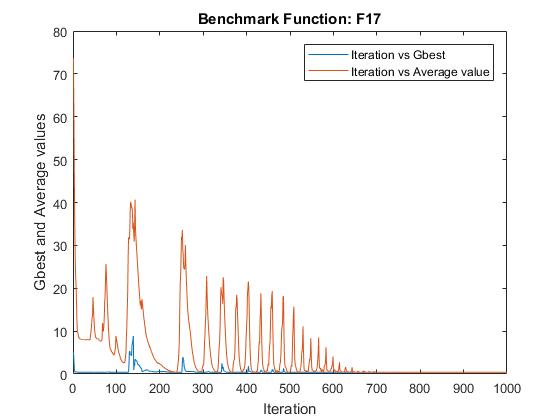 Benchmark Function: F17
80
70
60
50
40
30
20
10
0
Gbest and Average values
Iteration vs Gbest
Iteration vs Average value
0 100 200 300 400 500 600 700 800 900 1000
Iteration